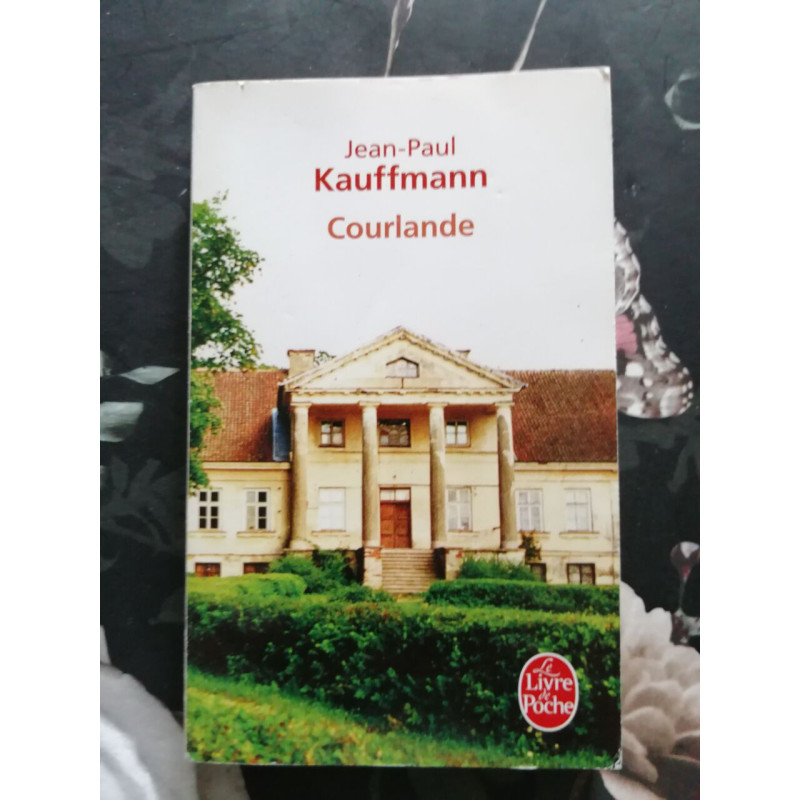 Jean-Paul
Kauffmann
Courlande
Le
Livre
de
Poche